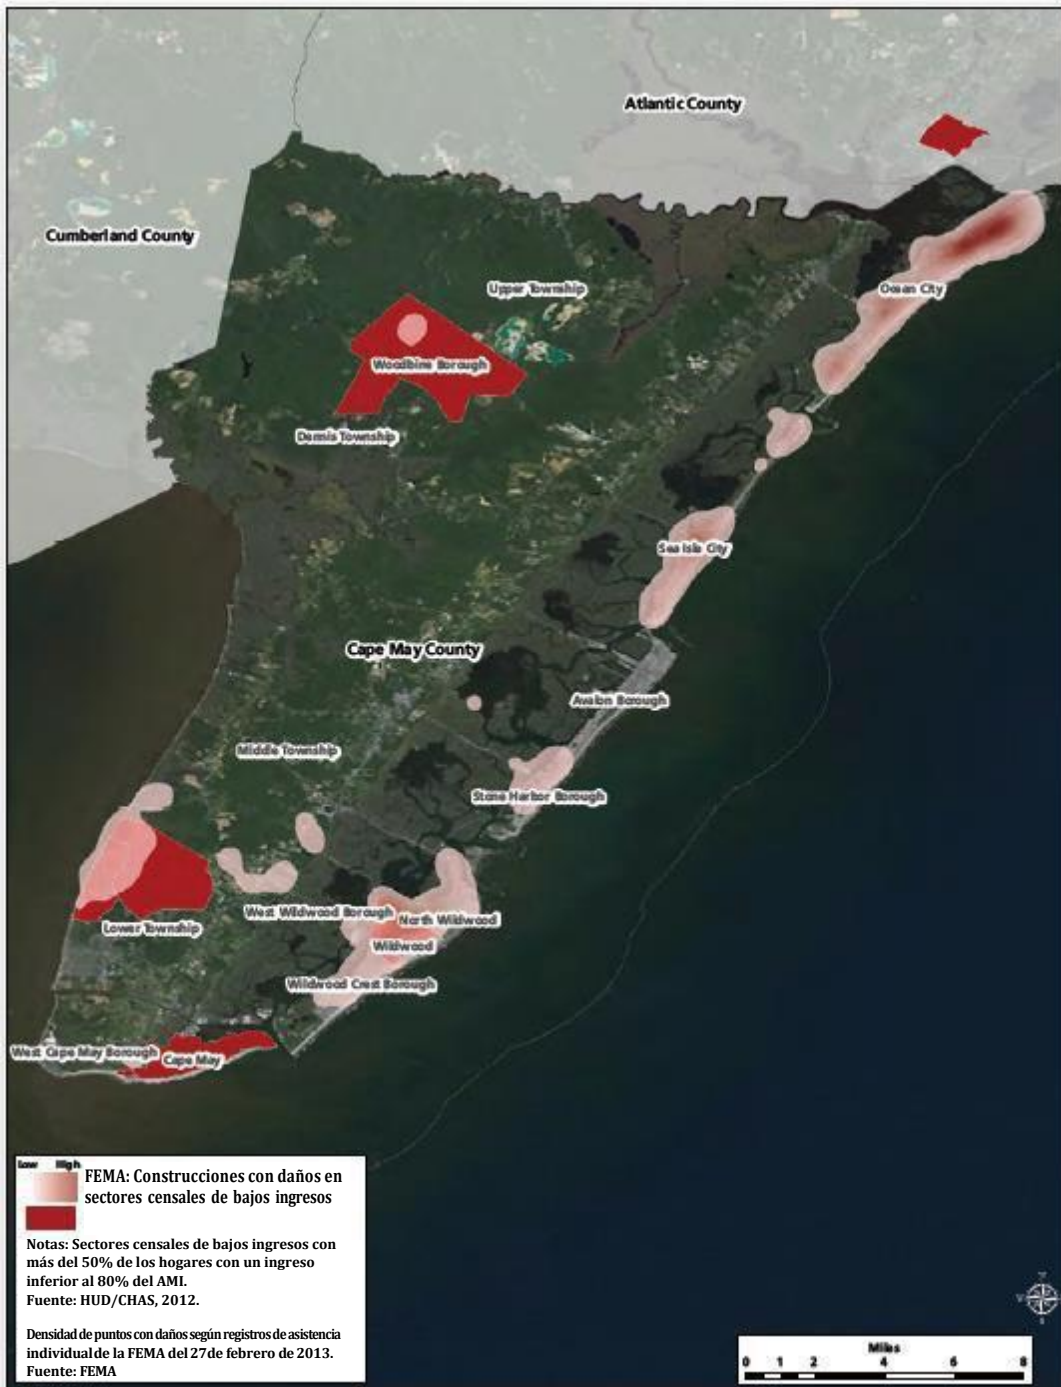 Atlantic County
Cumberland County
Ocean City
Upper Township
Woodbine Borough
Dennis Township
Sea Isle City
Cape May County
Avalon Borough
Middle Township
Stone Harbor Borough
West Wildwood Borough
North Wildwood
Lower Township
Wildwood
Wildwood Crest Borough
West Cape May Borough
Cape May
Low High
FEMA: Construcciones con daños en
sectores censales de bajos ingresos
Notas: Sectores censales de bajos ingresos con
más del 50% de los hogares con un ingreso
inferior al 80% del AMI.
Fuente: HUD/CHAS, 2012.
Densidad de puntos con daños según registros de asistencia
individual de la FEMA del 27de febrero de 2013.
Fuente: FEMA
Miles
0 1 2 4 6 8